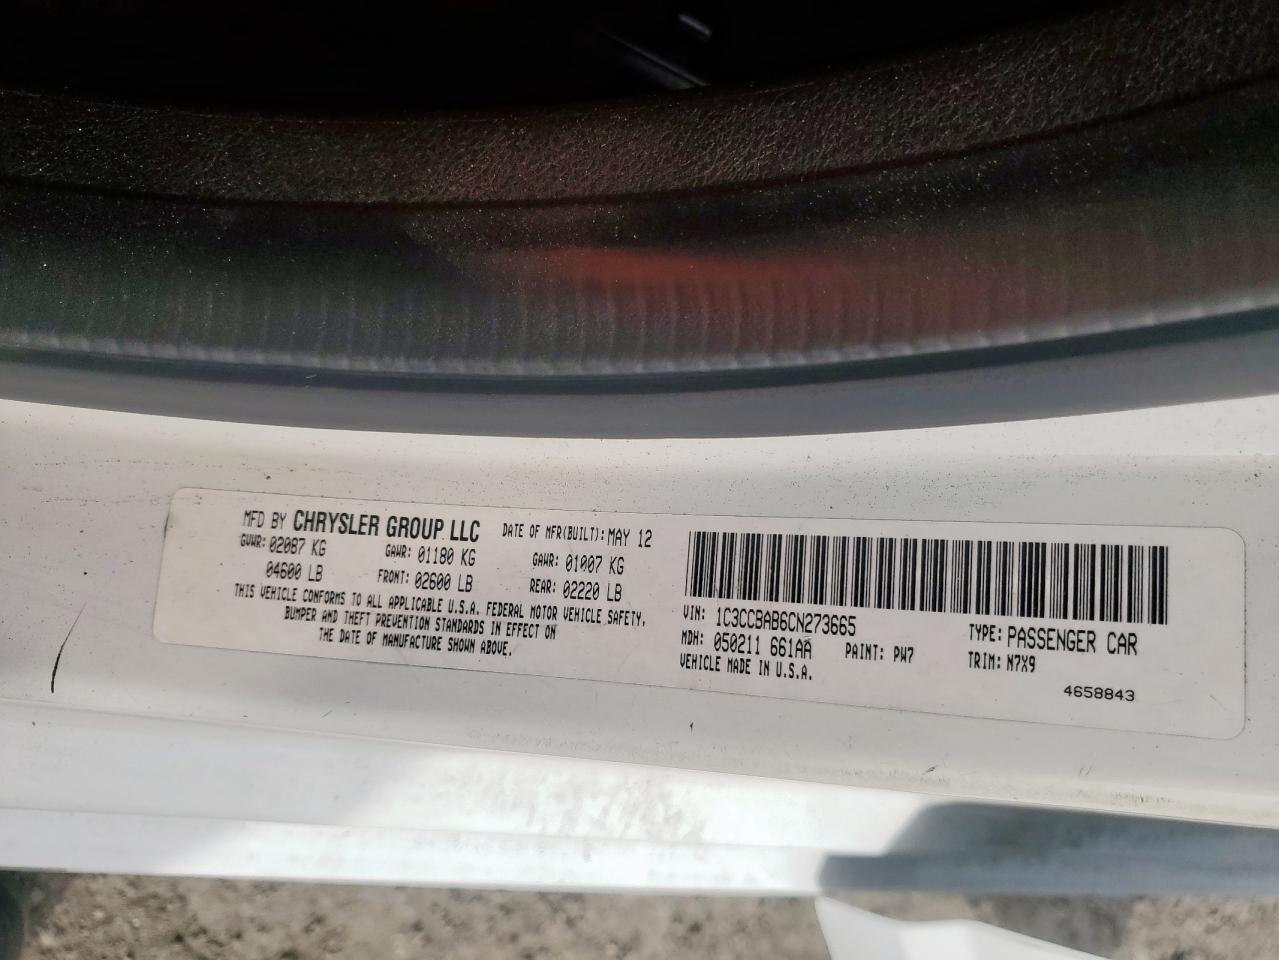 MFD BY CHRYSLER GROUP LLC DATE OF MFR(BUILT): MAY 12
GVWR: 02087 KG GAWR: 01180 KG GAWR: 01007 KG
04600 LB FRONT: 02600 LB REAR: 02220 LB
THIS VEHICLE CONFORMS TO ALL APPLICABLE U.S.A. FEDERAL MOTOR VEHICLE SAFETY,
BUMPER AND THEFT PREVENTION STANDARDS IN EFFECT ON
THE DATE OF MANUFACTURE SHOWN ABOVE.
VIN: 1C3CCBAB6CN273665 TYPE: PASSENGER CAR
MDH: 050211 661AA PAINT: PW7 TRIM: N7X9
VEHICLE MADE IN U.S.A.
4658843